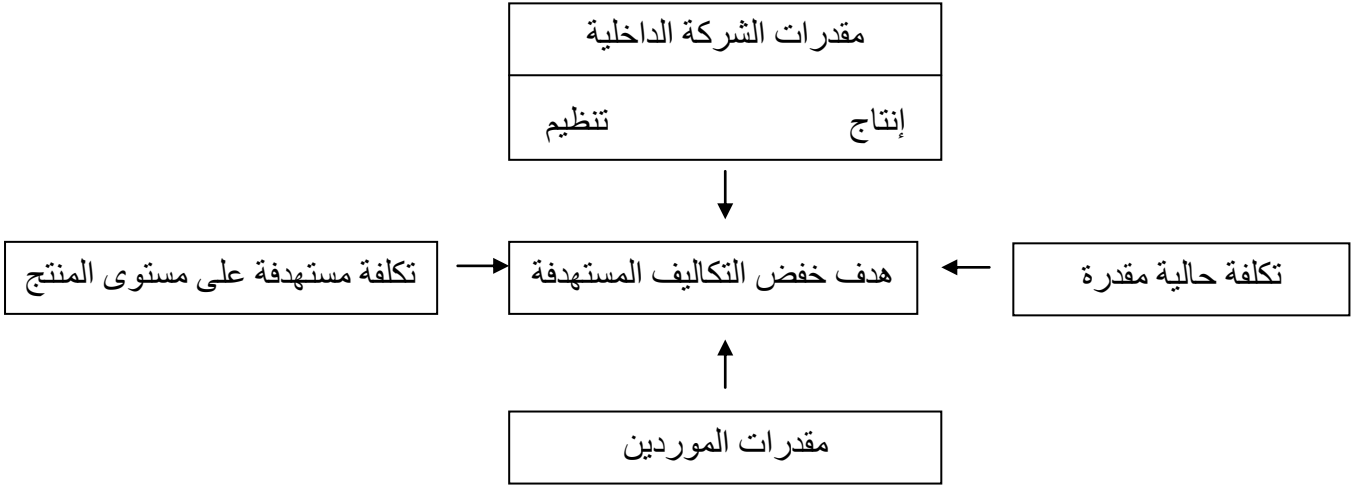 مقدرات الشركة الداخلية
إنتاج تنظيم
تكلفة حالية مقدرة
هدف خفض التكاليف المستهدفة
تكلفة مستهدفة على مستوى المنتج
مقدرات الموردين